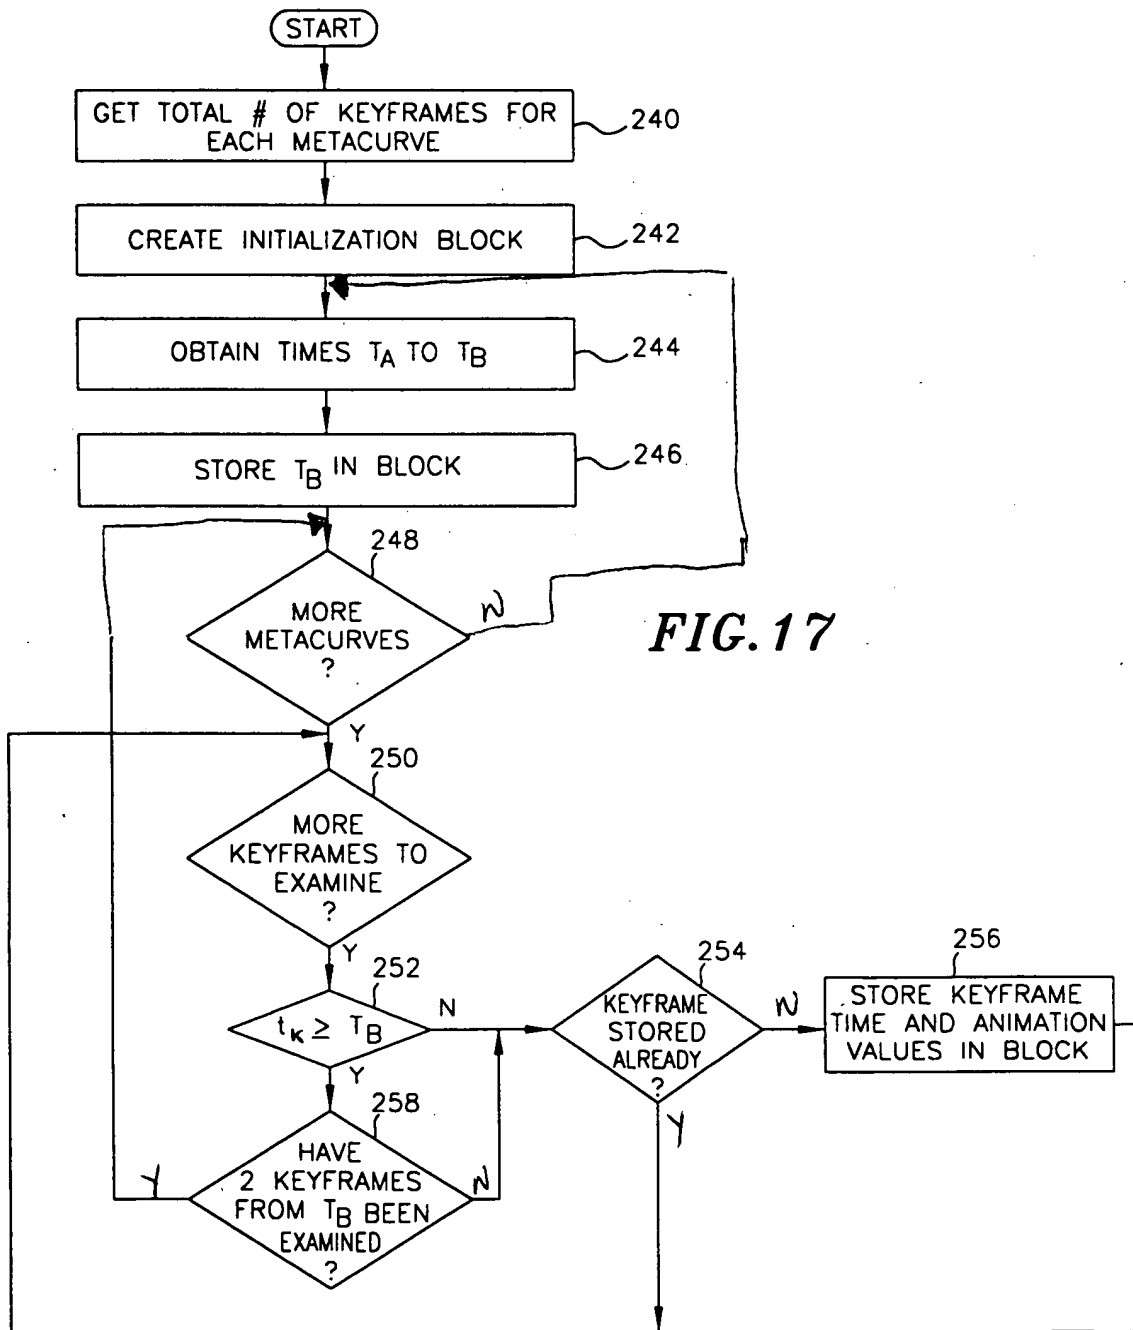 START
GET TOTAL # OF KEYFRAMES FOR
EACH METACURVE
240
CREATE INITIALIZATION BLOCK
242
OBTAIN TIMES TA TO TB
244
STORE TB IN BLOCK
246
248
MORE
METACURVES
?
N
FIG. 17
Y
250
MORE
KEYFRAMES TO
EXAMINE
?
Y
252
tK ≥ TB
N
254
KEYFRAME
STORED
ALREADY
?
N
256
STORE KEYFRAME
TIME AND ANIMATION
VALUES IN BLOCK
Y
Y
258
HAVE
2 KEYFRAMES
FROM TB BEEN
EXAMINED
?
Y
N